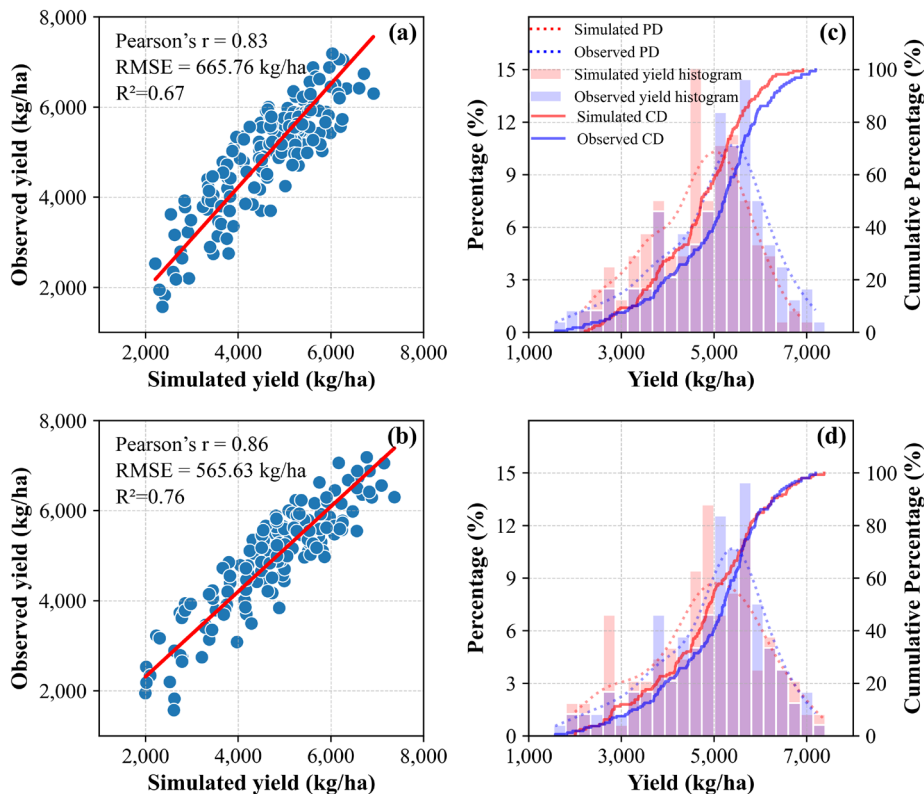 8,000
6,000
4,000
2,000
Observed yield (kg/ha)
Pearson’s r = 0.83
RMSE = 665.76 kg/ha
R²=0.67
(a)
2,000
4,000
6,000
8,000
Simulated yield (kg/ha)
(c)
Simulated PD
Observed PD
Simulated yield histogram
Observed yield histogram
Simulated CD
Observed CD
15
12
9
6
3
0
Percentage (%)
100
80
60
40
20
0
Cumulative Percentage (%)
1,000
3,000
5,000
7,000
Yield (kg/ha)
8,000
6,000
4,000
2,000
Observed yield (kg/ha)
Pearson’s r = 0.86
RMSE = 565.63 kg/ha
R²=0.76
(b)
2,000
4,000
6,000
8,000
Simulated yield (kg/ha)
(d)
15
12
9
6
3
0
Percentage (%)
100
80
60
40
20
0
Cumulative Percentage (%)
1,000
3,000
5,000
7,000
Yield (kg/ha)